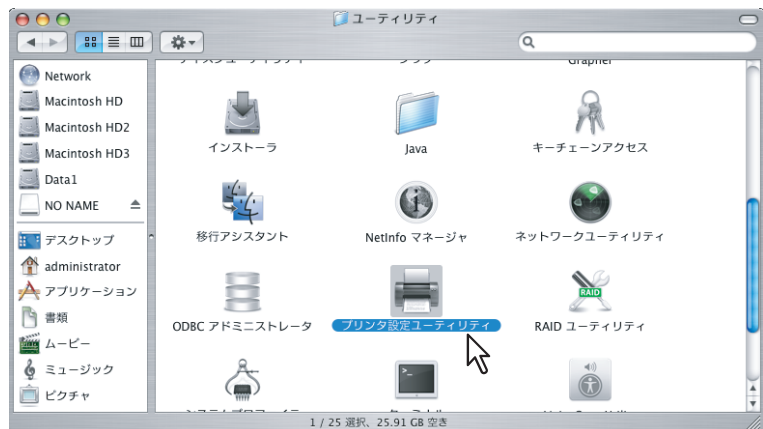 ユーティリティ
Network
Macintosh HD
Macintosh HD2
Macintosh HD3
Data1
NO NAME
デスクトップ
administrator
アプリケーション
書類
ムービー
ミュージック
ピクチャ
Grapher
インストーラ
Java
キーチェーンアクセス
移行アシスタント
NetInfo マネージャ
ネットワークユーティリティ
ODBC アドミニストレータ
プリンタ設定ユーティリティ
RAID ユーティリティ
RAID
1 / 25 選択、25.91 GB 空き